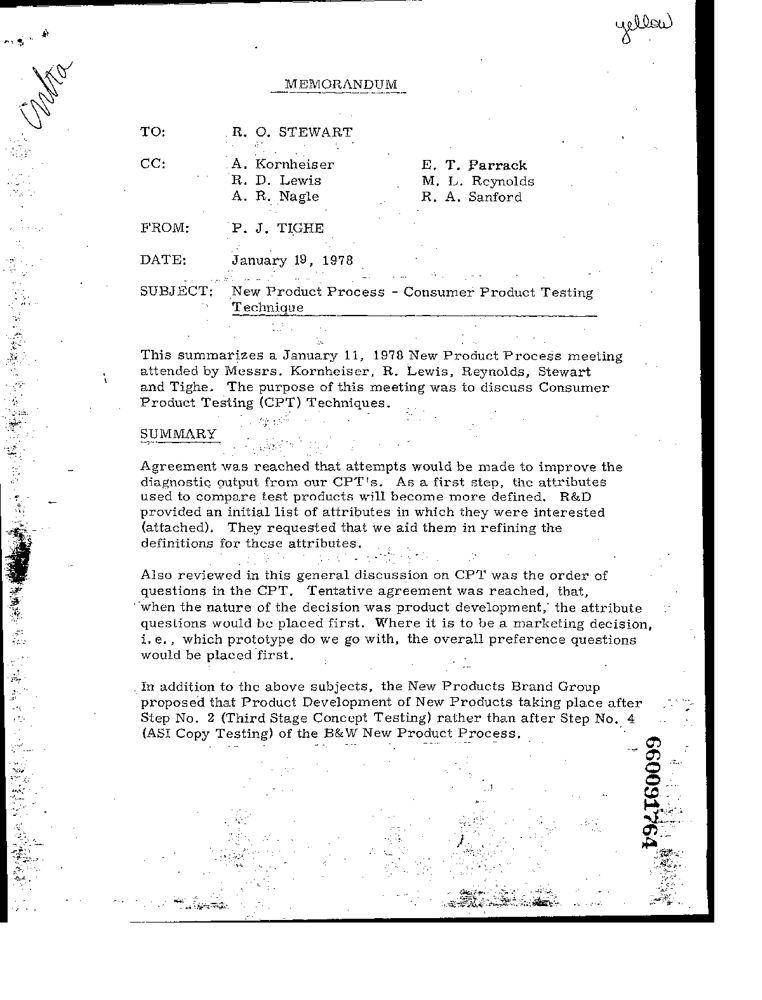 yellow
MEMORANDUM
TO: R. O. STEWART
CC: A. Kornheiser E. T. Parrack
R. D. Lewis M. L. Reynolds
A. R. Nagle R. A. Sanford
FROM: P. J. TIGHE
DATE: January 19, 1978
SUBJECT: New Product Process - Consumer Product Testing
Technique
This summarizes a January 11, 1978 New Product Process meeting
attended by Messrs. Kornheiser, R. Lewis, Reynolds, Stewart
and Tighe. The purpose of this meeting was to discuss Consumer
Product Testing (CPT) Techniques.
SUMMARY
Agreement was reached that attempts would be made to improve the
diagnostic output from our CPT's. As a first step, the attributes
used to compare test products will become more defined. R&D
provided an initial list of attributes in which they were interested
(attached). They requested that we aid them in refining the
definitions for these attributes.
Also reviewed in this general discussion on CPT was the order of
questions in the CPT. Tentative agreement was reached, that,
when the nature of the decision was product development, the attribute
questions would be placed first. Where it is to be a marketing decision,
i. e., which prototype do we go with, the overall preference questions
would be placed first.
In addition to the above subjects, the New Products Brand Group
proposed that Product Development of New Products taking place after
Step No. 2 (Third Stage Concept Testing) rather than after Step No. 4
(ASI Copy Testing) of the B&W New Product Process.
660091764